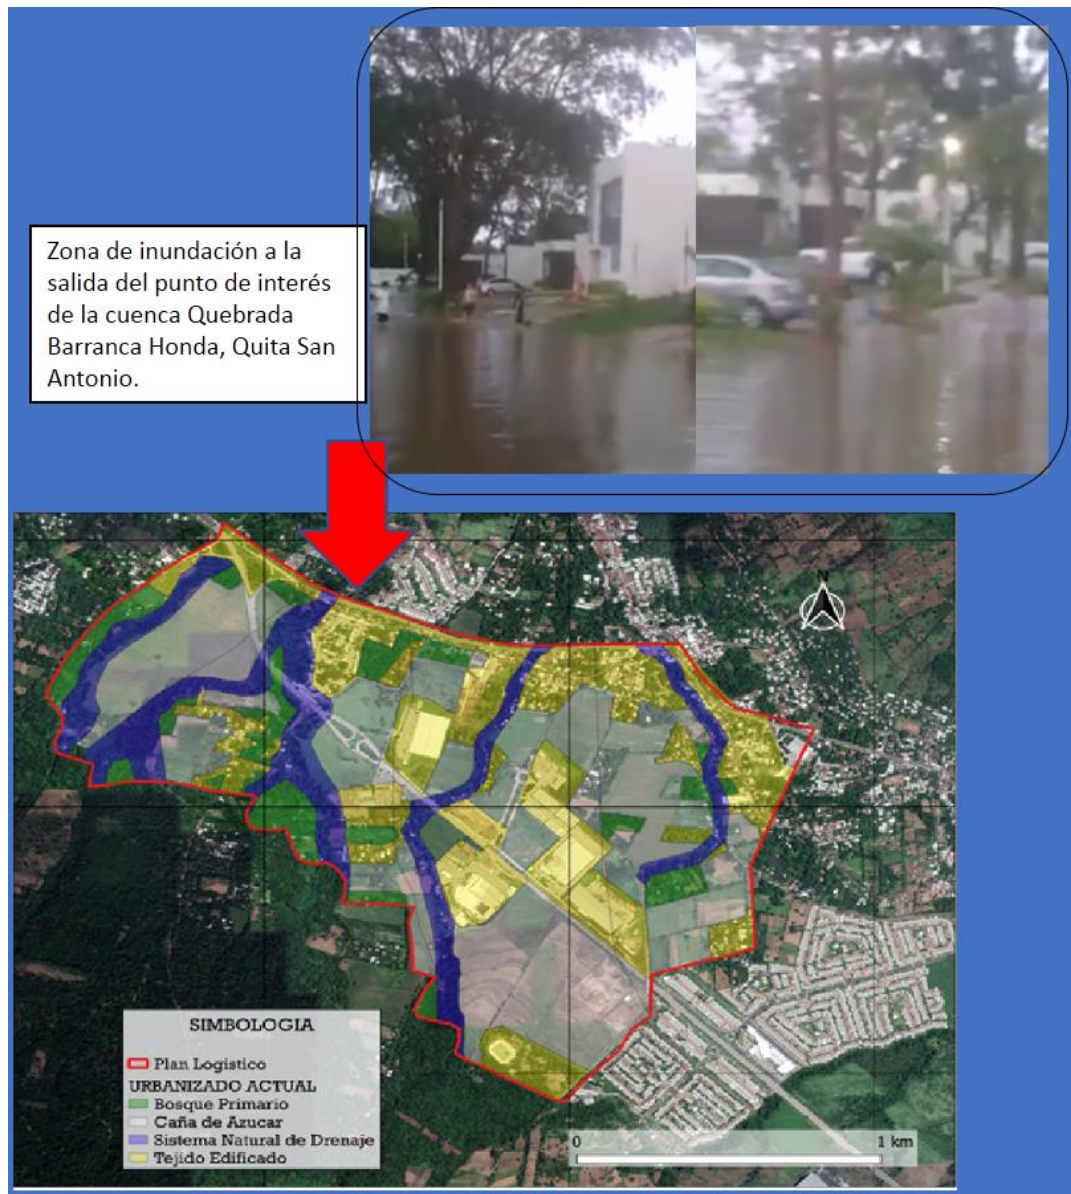 Zona de inundación a la
salida del punto de interés
de la cuenca Quebrada
Barranca Honda, Quita San
Antonio.
N
SIMBOLOGIA
Plan Logístico
URBANIZADO ACTUAL
Bosque Primario
Caña de Azucar
Sistema Natural de Drenaje
Tejido Edificado
0 1 km